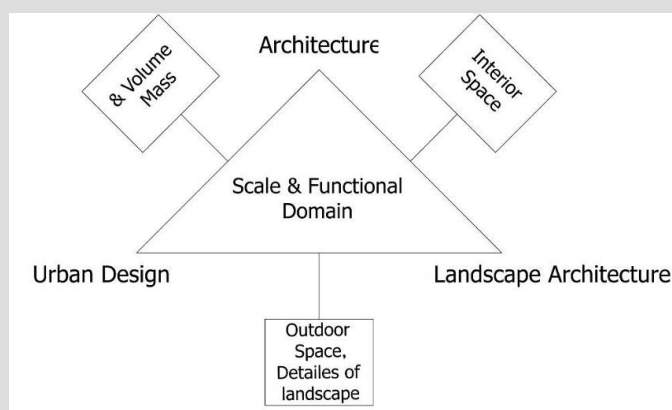 Architecture
& Volume
Mass
Interior
Space
Scale & Functional
Domain
Urban Design
Landscape Architecture
Outdoor
Space,
Detailes of
landscape